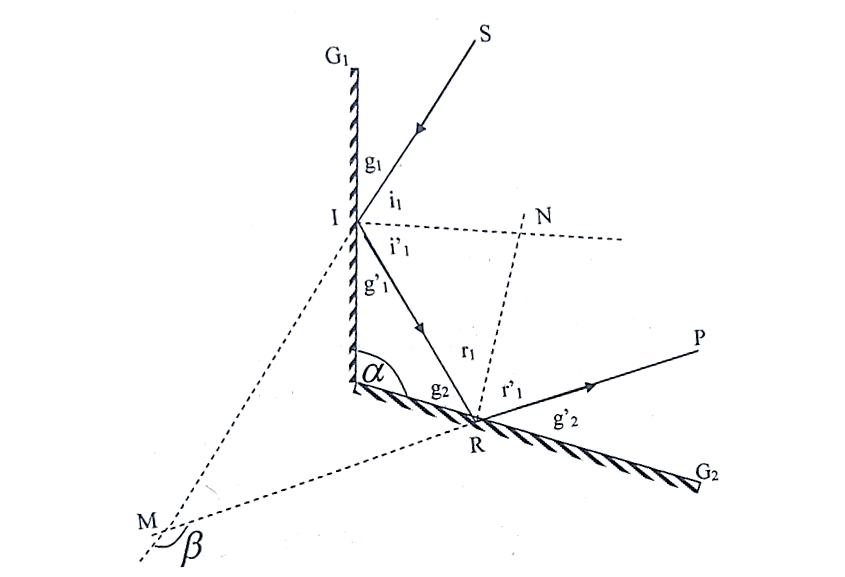 S
G₁
g₁
i₁
I
N
i'₁
g'₁
r₁
P
α
g₂
r'₁
g'₂
R
G₂
M
β